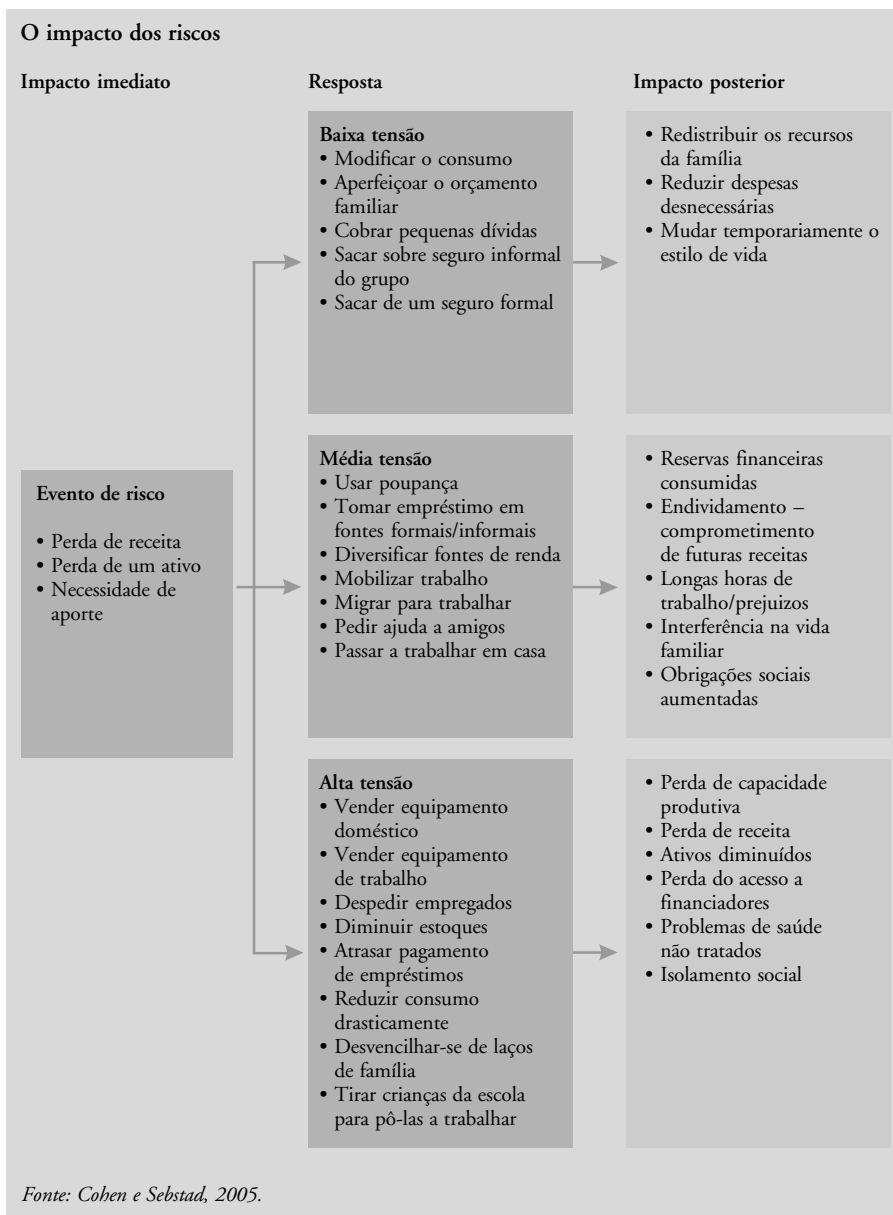 O impacto dos riscos
Impacto imediato
Resposta
Impacto posterior
Evento de risco
• Perda de receita
• Perda de um ativo
• Necessidade de
aporte
Baixa tensão
• Modificar o consumo
• Aperfeiçoar o orçamento
familiar
• Cobrar pequenas dívidas
• Sacar sobre seguro informal
do grupo
• Sacar de um seguro formal
• Redistribuir os recursos
da família
• Reduzir despesas
desnecessárias
• Mudar temporariamente o
estilo de vida
Média tensão
• Usar poupança
• Tomar empréstimo em
fontes formais/informais
• Diversificar fontes de renda
• Mobilizar trabalho
• Migrar para trabalhar
• Pedir ajuda a amigos
• Passar a trabalhar em casa
• Reservas financeiras
consumidas
• Endividamento –
comprometimento
de futuras receitas
• Longas horas de
trabalho/prejuizos
• Interferência na vida
familiar
• Obrigações sociais
aumentadas
Alta tensão
• Vender equipamento
doméstico
• Vender equipamento
de trabalho
• Despedir empregados
• Diminuir estoques
• Atrasar pagamento
de empréstimos
• Reduzir consumo
drasticamente
• Desvencilhar-se de laços
de família
• Tirar crianças da escola
para pô-las a trabalhar
• Perda de capacidade
produtiva
• Perda de receita
• Ativos diminuídos
• Perda do acesso a
financiadores
• Problemas de saúde
não tratados
• Isolamento social
Fonte: Cohen e Sebstad, 2005.